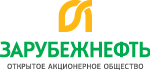 ЗАРУБЕЖНЕФТЬ
ОТКРЫТОЕ АКЦИОНЕРНОЕ ОБЩЕСТВО